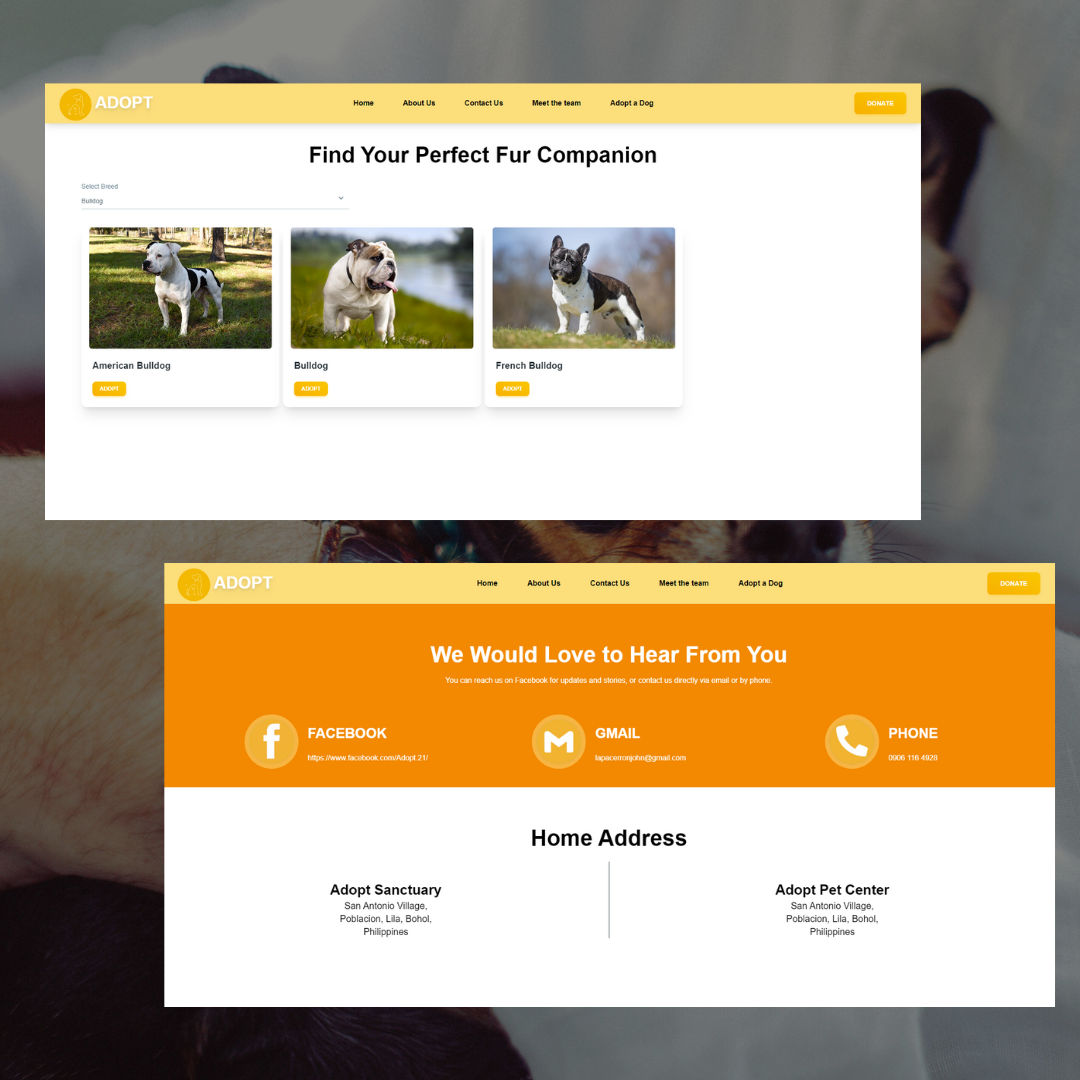 ADOPT
Home About Us Contact Us Meet the team Adopt a Dog
DONATE
Find Your Perfect Fur Companion
Select Breed
Bulldog
American Bulldog
ADOPT
Bulldog
ADOPT
French Bulldog
ADOPT
ADOPT
Home About Us Contact Us Meet the team Adopt a Dog
DONATE
We Would Love to Hear From You
You can reach us on Facebook for updates and stories, or contact us directly via email or by phone.
FACEBOOK
https://www.facebook.com/Adopt.21/
GMAIL
lapacerronjohn@gmail.com
PHONE
0906 116 4928
Home Address
Adopt Sanctuary
San Antonio Village,
Poblacion, Lila, Bohol,
Philippines
Adopt Pet Center
San Antonio Village,
Poblacion, Lila, Bohol,
Philippines